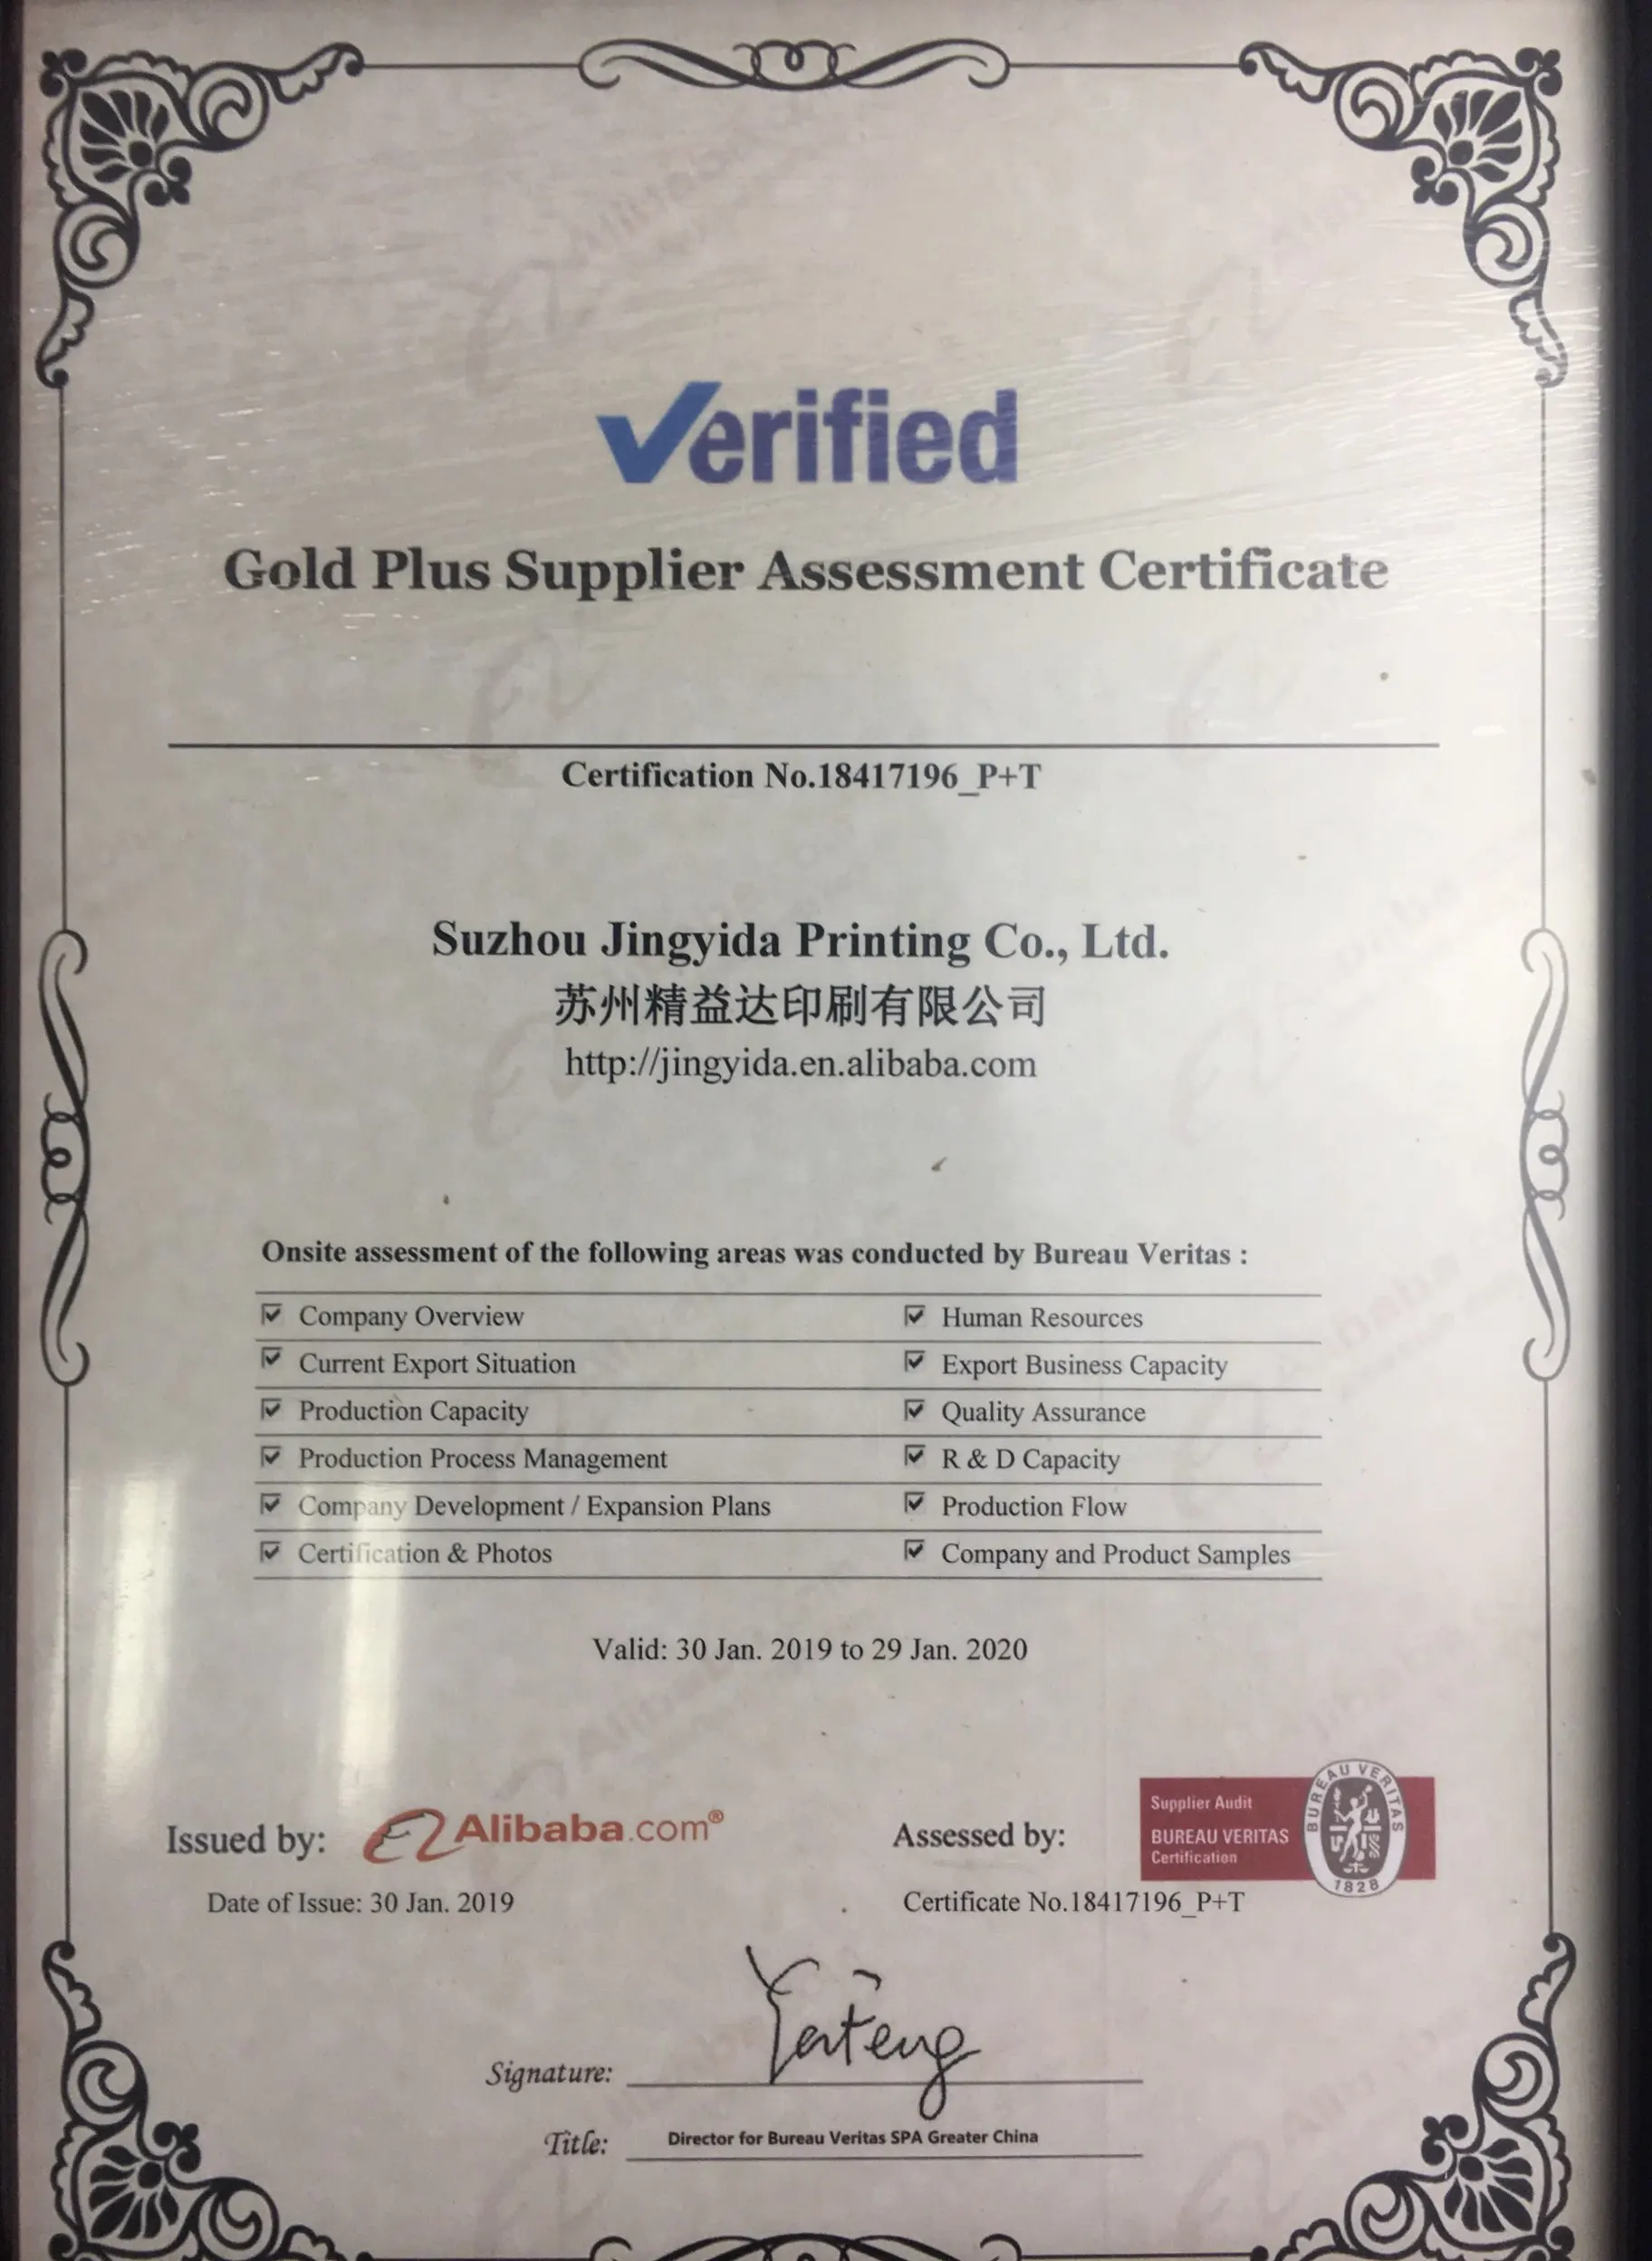 Verified
Gold Plus Supplier Assessment Certificate
Certification No.18417196_P+T
Suzhou Jingyida Printing Co., Ltd.
苏州精益达印刷有限公司
http://jingyida.en.alibaba.com
Onsite assessment of the following areas was conducted by Bureau Veritas :
Company Overview
Human Resources
Current Export Situation
Export Business Capacity
Production Capacity
Quality Assurance
Production Process Management
R & D Capacity
Company Development / Expansion Plans
Production Flow
Certification & Photos
Company and Product Samples
Valid: 30 Jan. 2019 to 29 Jan. 2020
Issued by: Alibaba.com®
Date of Issue: 30 Jan. 2019
Assessed by:
Supplier Audit
BUREAU VERITAS
Certification
BUREAU VERITAS
1828
Certificate No.18417196_P+T
Signature:
Title: Director for Bureau Veritas SPA Greater China